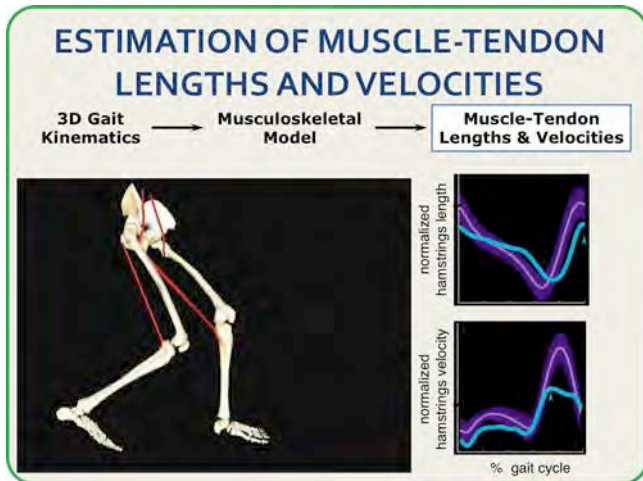 ESTIMATION OF MUSCLE-TENDON
LENGTHS AND VELOCITIES
3D Gait
Kinematics
Musculoskeletal
Model
Muscle-Tendon
Lengths & Velocities
normalized
hamstrings length
normalized
hamstrings velocity
% gait cycle